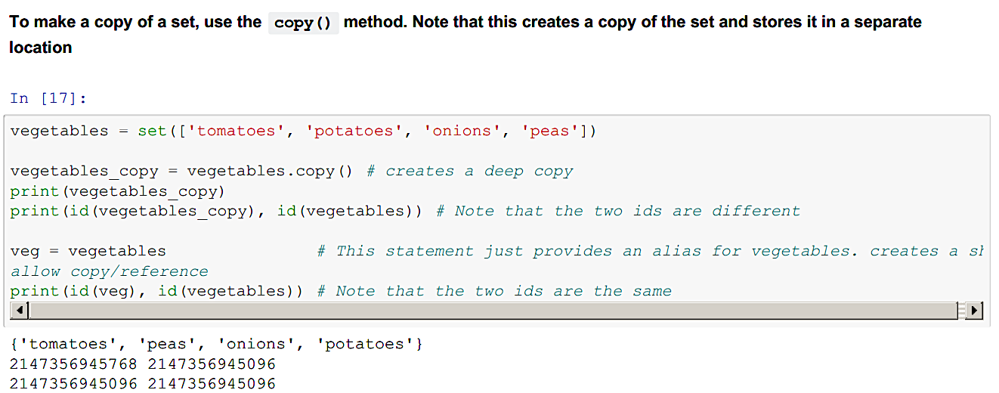 To make a copy of a set, use the copy() method. Note that this creates a copy of the set and stores it in a separate
location
In [17]:
vegetables = set(['tomatoes', 'potatoes', 'onions', 'peas'])
vegetables_copy = vegetables.copy() # creates a deep copy
print(vegetables_copy)
print(id(vegetables_copy), id(vegetables)) # Note that the two ids are different
veg = vegetables # This statement just provides an alias for vegetables. creates a sh
allow copy/reference
print(id(veg), id(vegetables)) # Note that the two ids are the same
{'tomatoes', 'peas', 'onions', 'potatoes'}
2147356945768 2147356945096
2147356945096 2147356945096